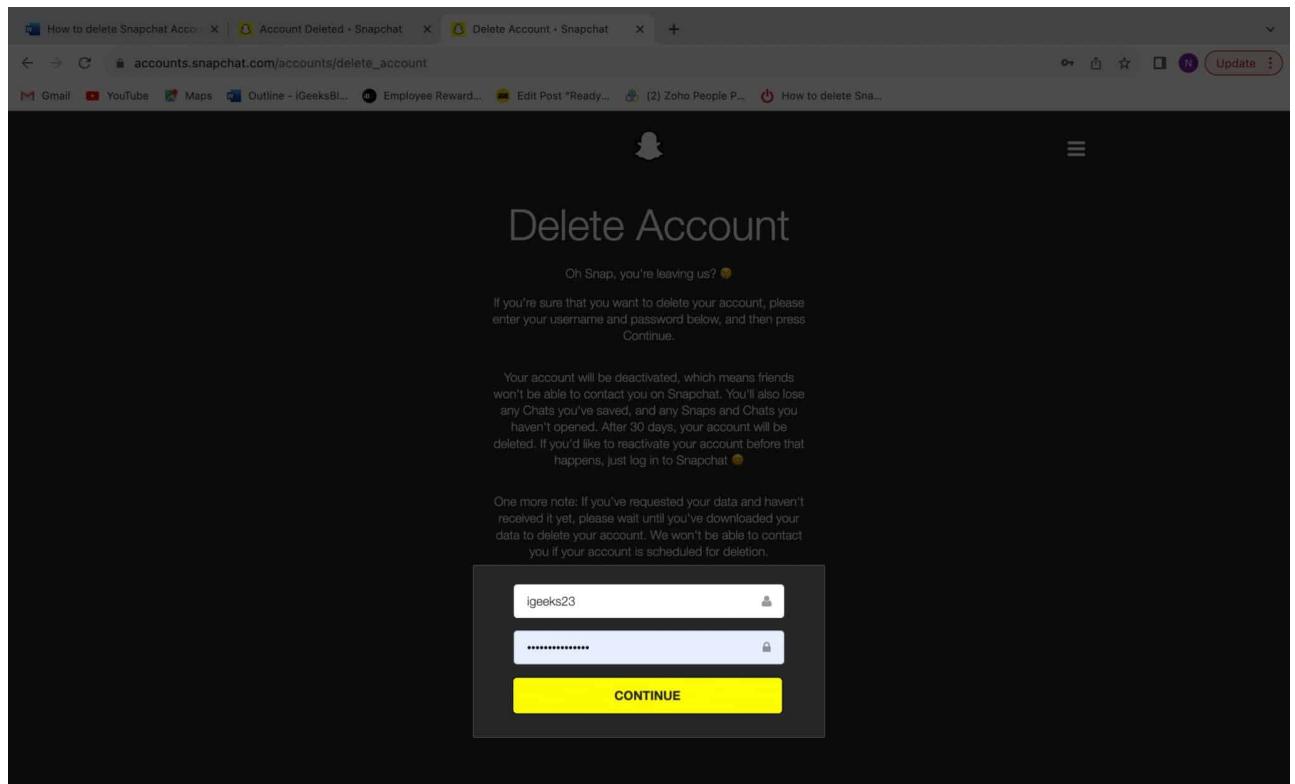 How to delete Snapchat Acco
Account Deleted • Snapchat
Delete Account • Snapchat
accounts.snapchat.com/accounts/delete_account
N
Update
Gmail
YouTube
Maps
Outline - iGeeksBl...
Employee Reward...
Edit Post "Ready...
(2) Zoho People P...
How to delete Sna...
Delete Account
Oh Snap, you're leaving us? 😢
If you're sure that you want to delete your account, please
enter your username and password below, and then press
Continue.
Your account will be deactivated, which means friends
won't be able to contact you on Snapchat. You'll also lose
any Chats you've saved, and any Snaps and Chats you
haven't opened. After 30 days, your account will be
deleted. If you'd like to reactivate your account before that
happens, just log in to Snapchat 😊
One more note: If you've requested your data and haven't
received it yet, please wait until you've downloaded your
data to delete your account. We won't be able to contact
you if your account is scheduled for deletion.
igeeks23
•••••••••••••••
CONTINUE